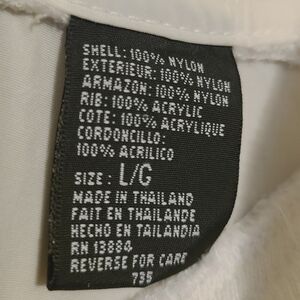 SHELL: 100% NYLON
EXTERIEUR: 100% NYLON
ARMAZON: 100% NYLON
RIB: 100% ACRYLIC
COTE: 100% ACRYLIQUE
CORDONCILLO:
100% ACRILICO
SIZE: L/G
MADE IN THAILAND
FAIT EN THAILANDE
HECHO EN TAILANDIA
RN 13884
REVERSE FOR CARE
735